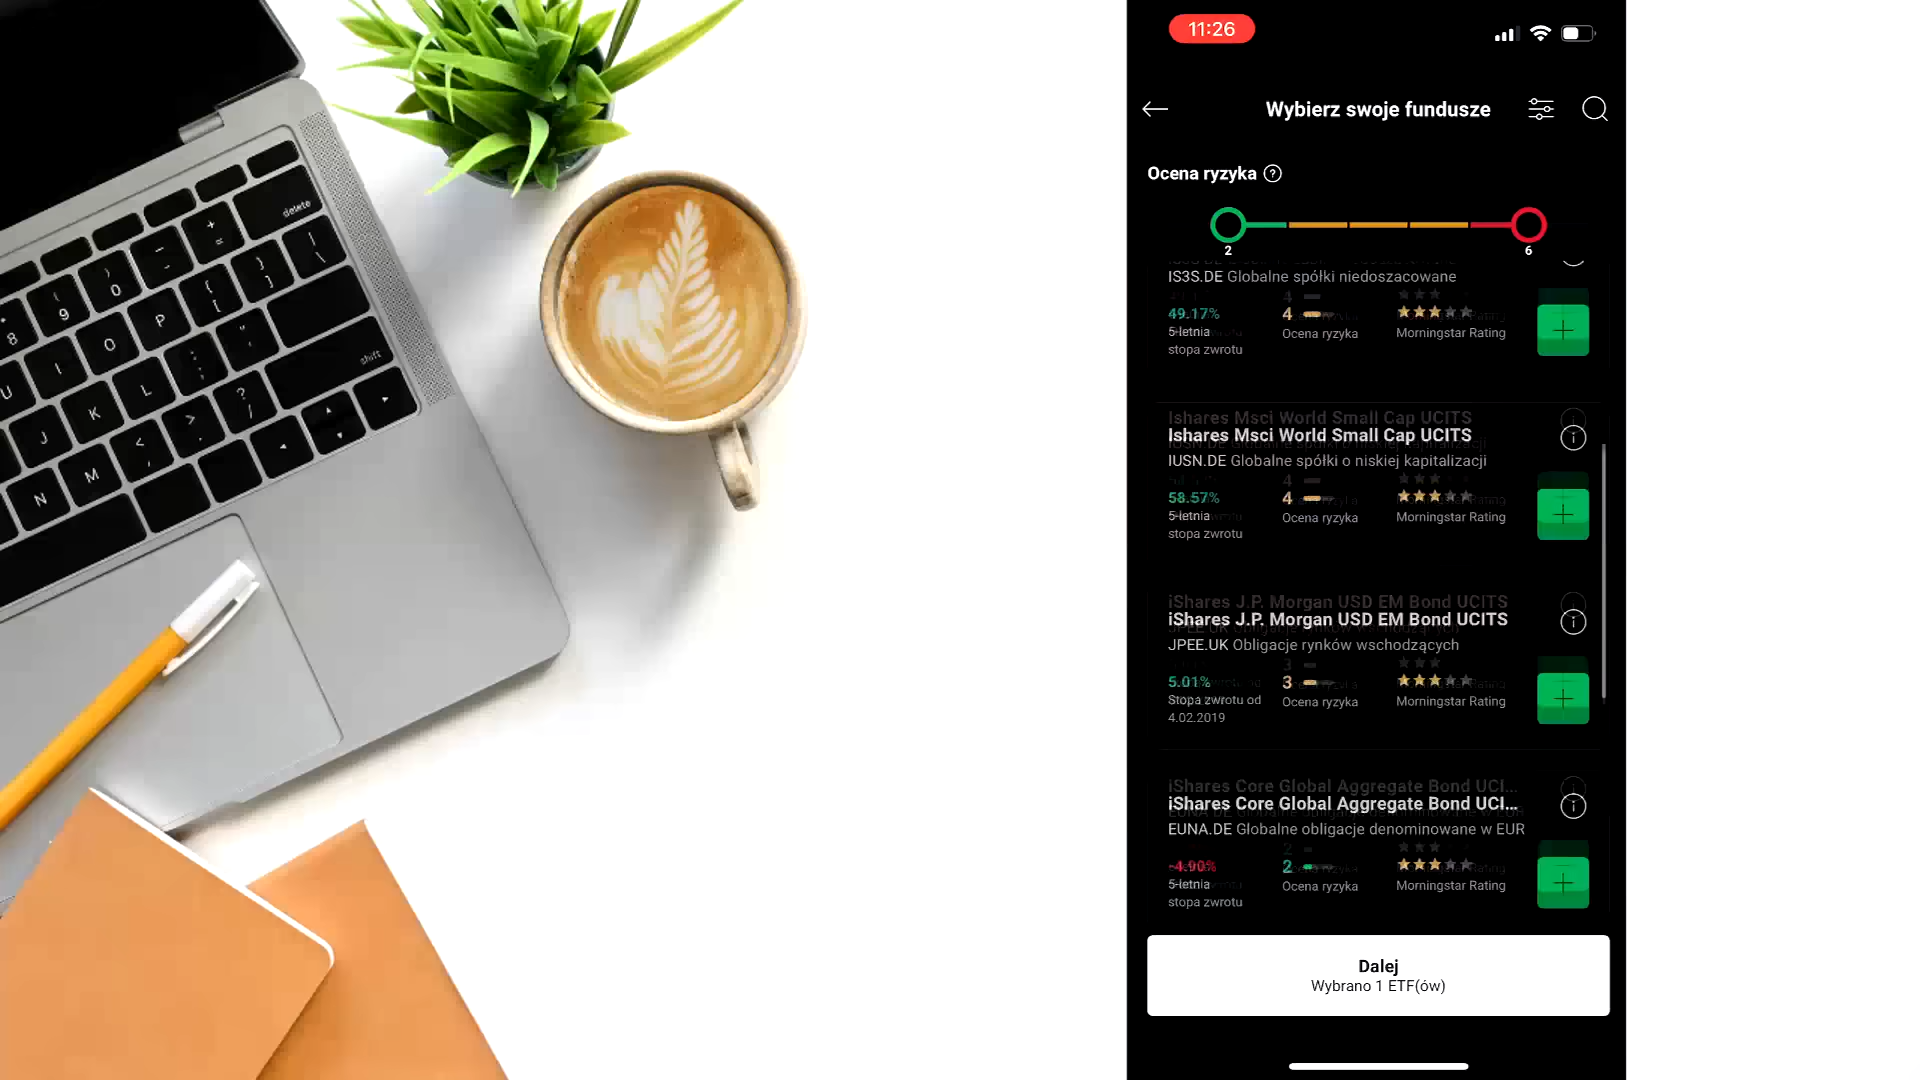 11:26
Wybierz swoje fundusze
Ocena ryzyka ?
2
6
IS3S.DE Globalne spółki niedoszacowane
49.17%
4
5-letnia
stopa zwrotu
Ocena ryzyka
Morningstar Rating
Ishares Msci World Small Cap UCITS
IUSN.DE Globalne spółki o niskiej kapitalizacji
58.57%
4
5-letnia
stopa zwrotu
Ocena ryzyka
Morningstar Rating
iShares J.P. Morgan USD EM Bond UCITS
JPEE.UK Obligacje rynków wschodzących
5.01%
3
Stopa zwrotu od
4.02.2019
Ocena ryzyka
Morningstar Rating
iShares Core Global Aggregate Bond UCI...
EUNA.DE Globalne obligacje denominowane w EUR
-4.90%
2
5-letnia
stopa zwrotu
Ocena ryzyka
Morningstar Rating
Dalej
Wybrano 1 ETF(ów)
delete
shift
8
9
0
U
I
O
P
J
K
L
N
M